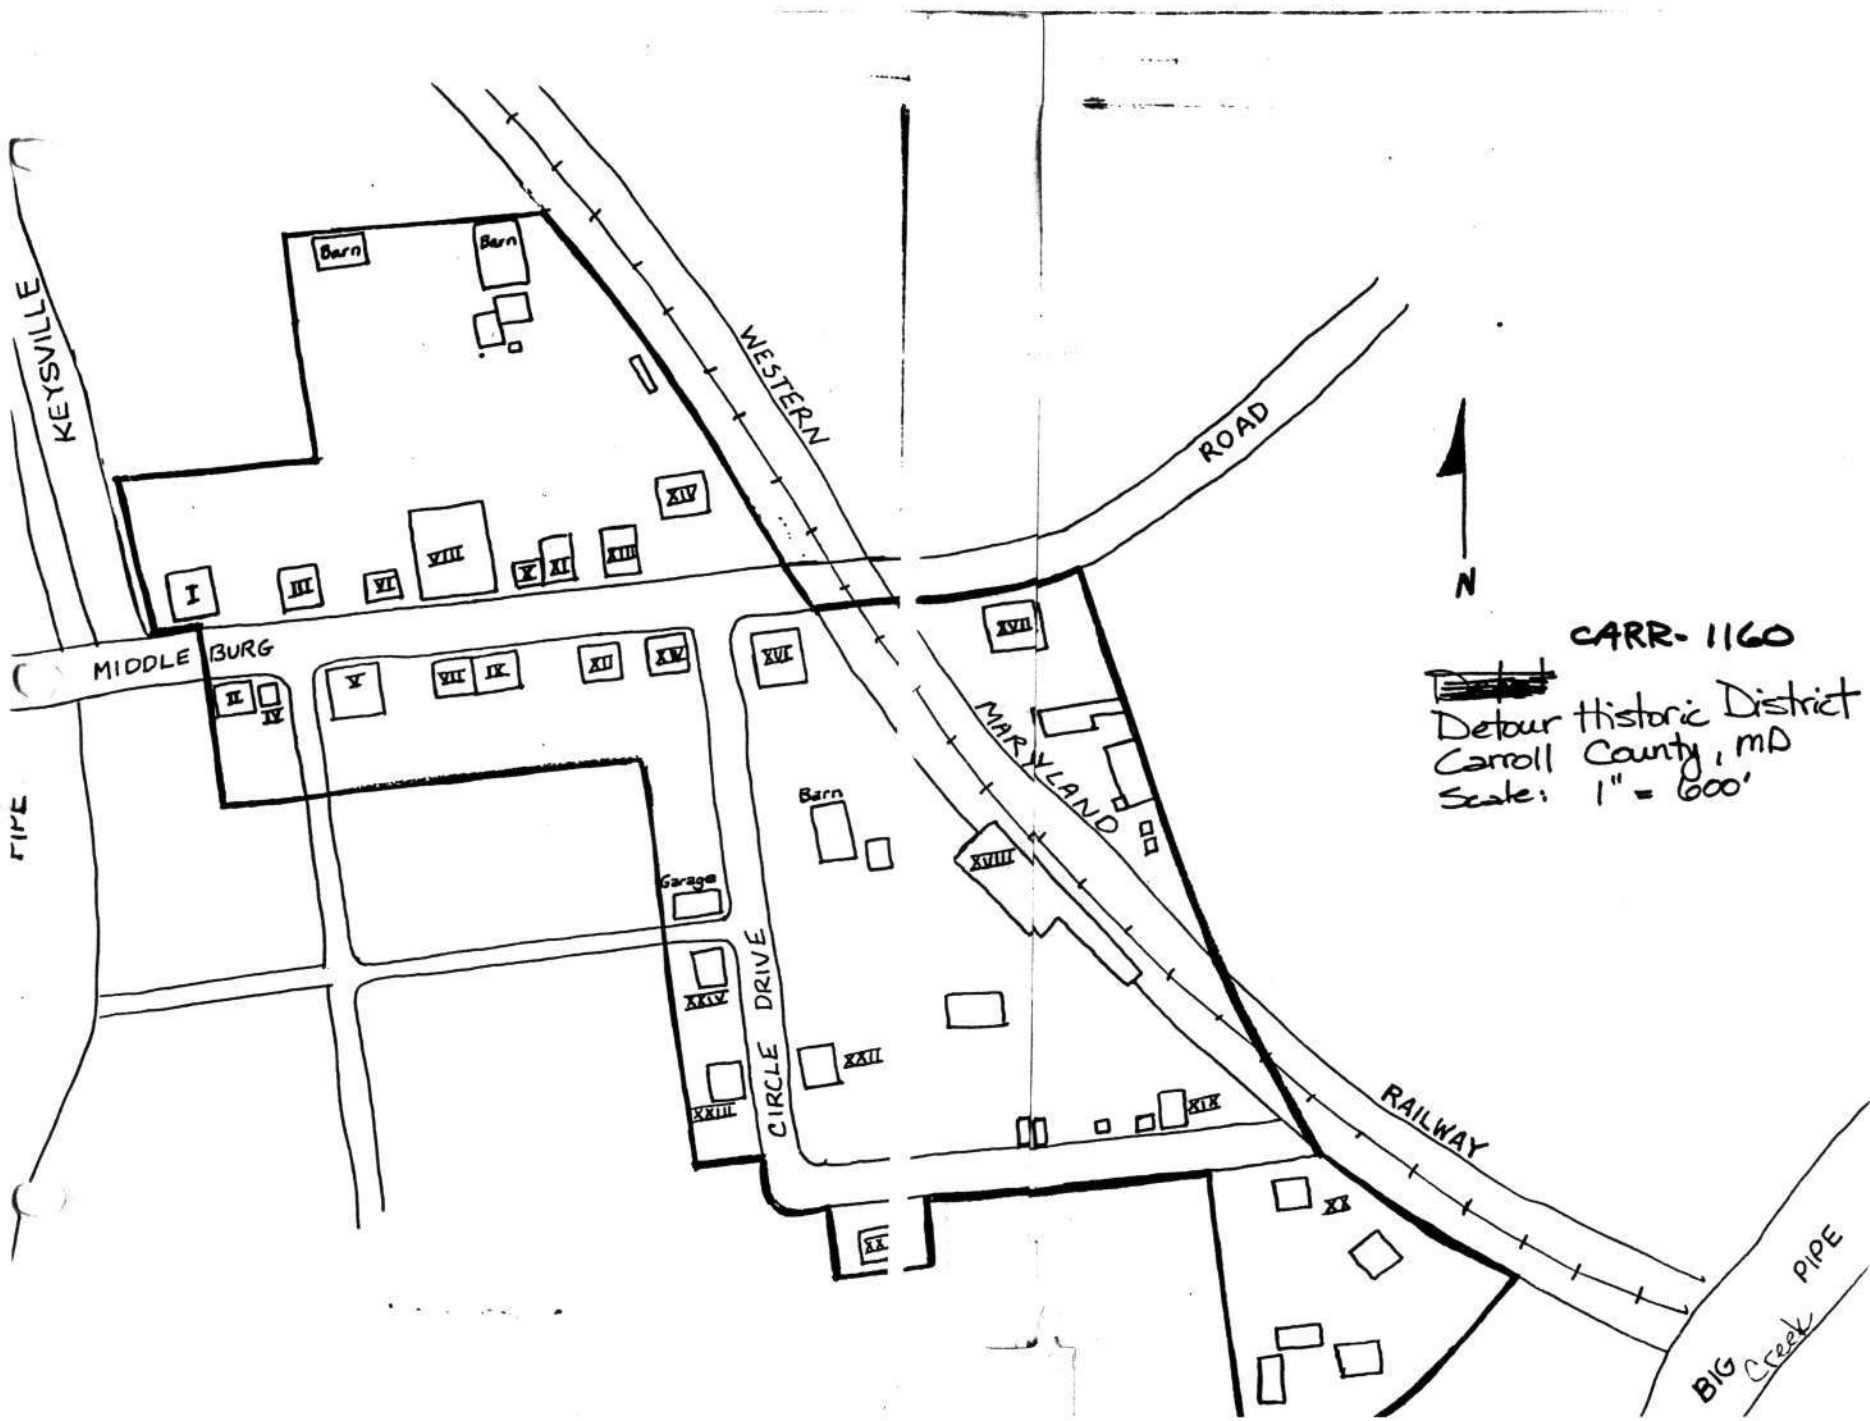 Barn
Barn
KEYSVILLE
WESTERN
ROAD
N
XIV
VIII
X
XI
XIII
I
III
VI
MIDDLE BURG
II
IV
V
VII
IX
XII
XV
XVI
XVII
CARR-1160
Detour Historic District
Carroll County, MD
Scale: 1" = 600'
MARYLAND
PIPE
Barn
XVIII
Garage
XXIV
CIRCLE DRIVE
XXII
XXIII
XIX
RAILWAY
XX
XX
BIG PIPE
Creek